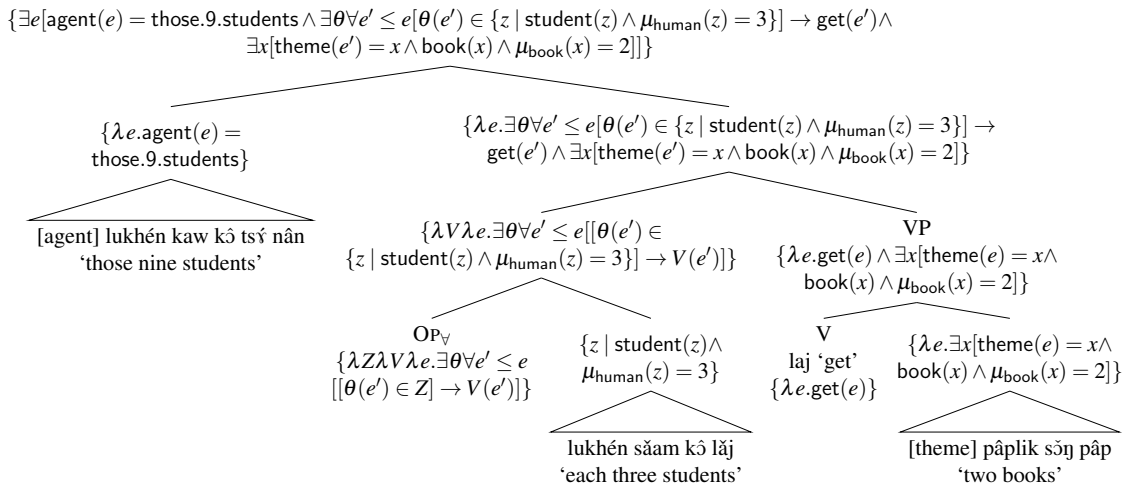 {∃e[agent(e) = those.9.students ∧ ∃θ∀e′ ≤ e[θ(e′) ∈ {z | student(z) ∧ μhuman(z) = 3}] → get(e′)∧
∃x[theme(e′) = x ∧ book(x) ∧ μbook(x) = 2]]}
{λe.agent(e) =
those.9.students}
{λe.∃θ∀e′ ≤ e[θ(e′) ∈ {z | student(z) ∧ μhuman(z) = 3}] →
get(e′) ∧ ∃x[theme(e′) = x ∧ book(x) ∧ μbook(x) = 2]}
[agent] lukhén kaw kɔ̂ tsɤ́ nân
‘those nine students’
{λVλe.∃θ∀e′ ≤ e[[θ(e′) ∈
{z | student(z) ∧ μhuman(z) = 3}] → V(e′)]}
VP
{λe.get(e) ∧ ∃x[theme(e) = x∧
book(x) ∧ μbook(x) = 2]}
OP∀
{λZλVλe.∃θ∀e′ ≤ e
[[θ(e′) ∈ Z] → V(e′)]}
{z | student(z)∧
μhuman(z) = 3}
V
laj ‘get’
{λe.get(e)}
{λe.∃x[theme(e) = x∧
book(x) ∧ μbook(x) = 2]}
lukhén sǎam kɔ̂ lǎj
‘each three students’
[theme] pâplik sɔ̌ŋ pâp
‘two books’